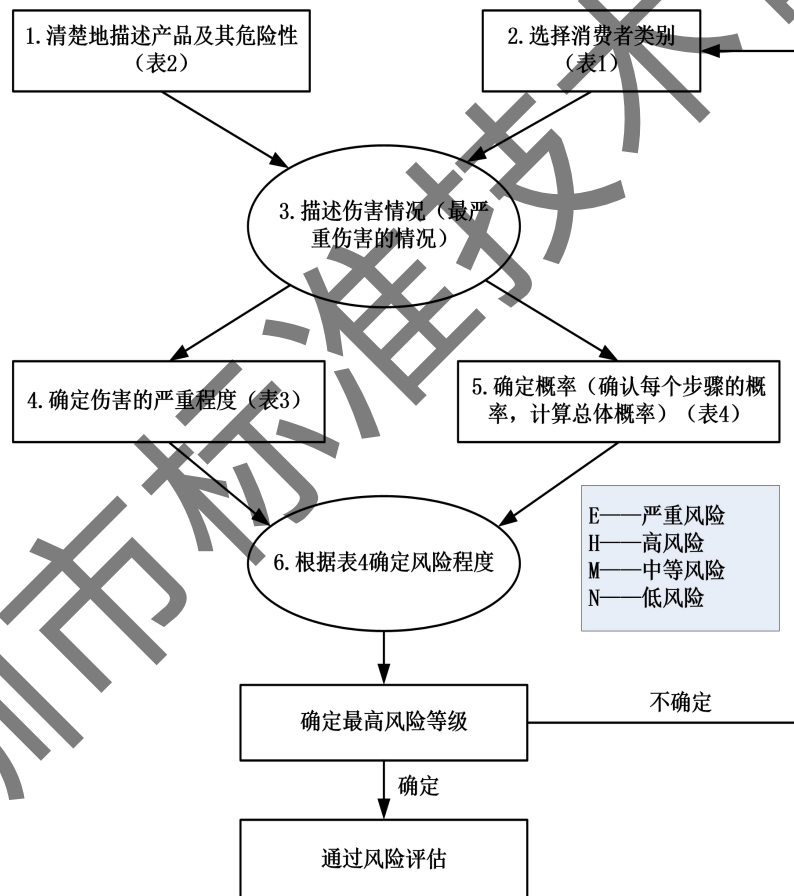 1.清楚地描述产品及其危险性
（表2）
2.选择消费者类别
（表1）
3.描述伤害情况（最严
重伤害的情况）
4.确定伤害的严重程度（表3）
5.确定概率（确认每个步骤的概
率，计算总体概率）（表4）
E——严重风险
H——高风险
M——中等风险
N——低风险
6.根据表4确定风险程度
确定最高风险等级
不确定
确定
通过风险评估
圳市标准技术